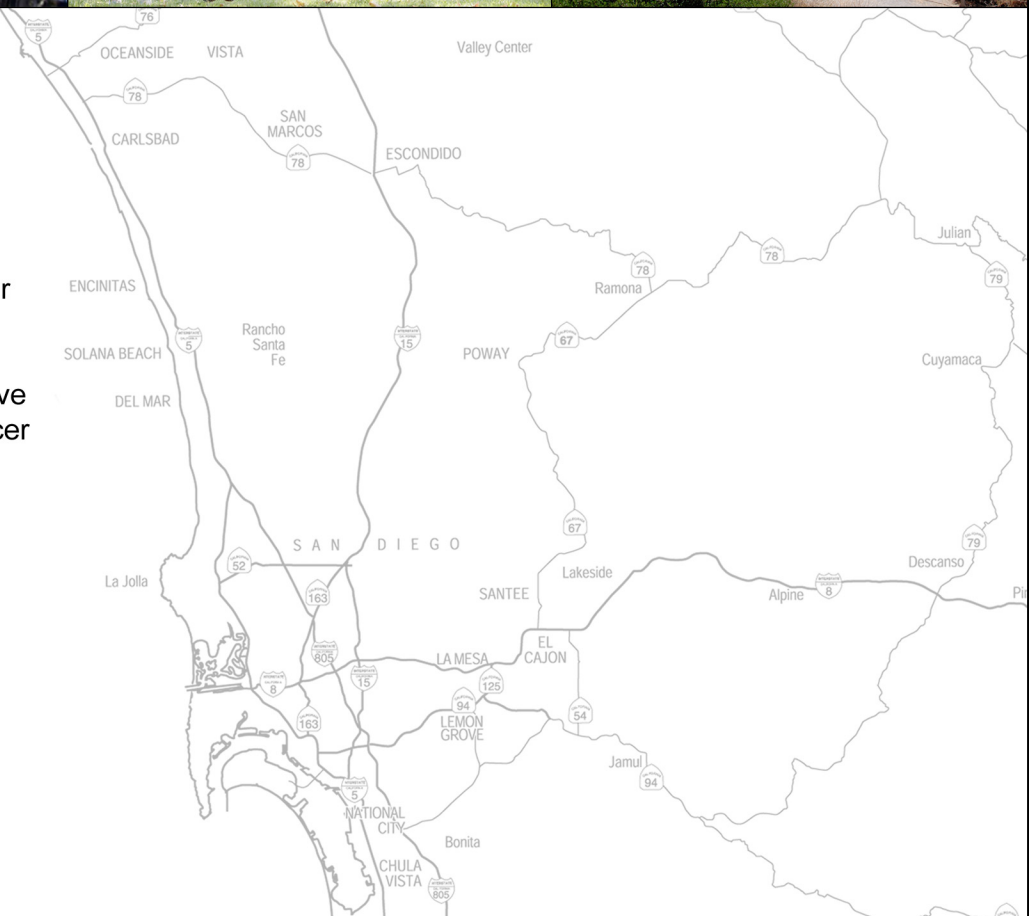 76
5
OCEANSIDE
VISTA
Valley Center
78
SAN
MARCOS
CARLSBAD
78
ESCONDIDO
Julian
78
78
79
ENCINITAS
r
Ramona
Rancho
Santa
Fe
5
15
67
SOLANA BEACH
POWAY
Cuyamaca
ve
DEL MAR
cer
67
79
SAN DIEGO
52
Descanso
Lakeside
La Jolla
163
SANTEE
Alpine
8
Pi
EL
CAJON
805
LA MESA
15
125
8
94
54
163
LEMON
GROVE
Jamul
94
5
NATIONAL
CITY
Bonita
CHULA
VISTA
805